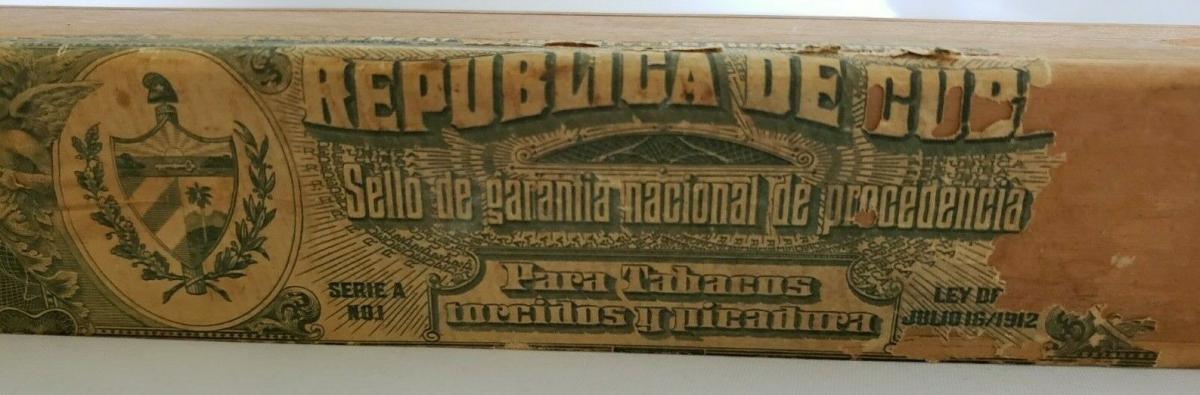 REPUBLICA DE CUB
Sello de garantia nacional de procedencia
Para Tabacos
torcidos y picadura
SERIE A
NO.1
LEY DE
JULIO 16/1912